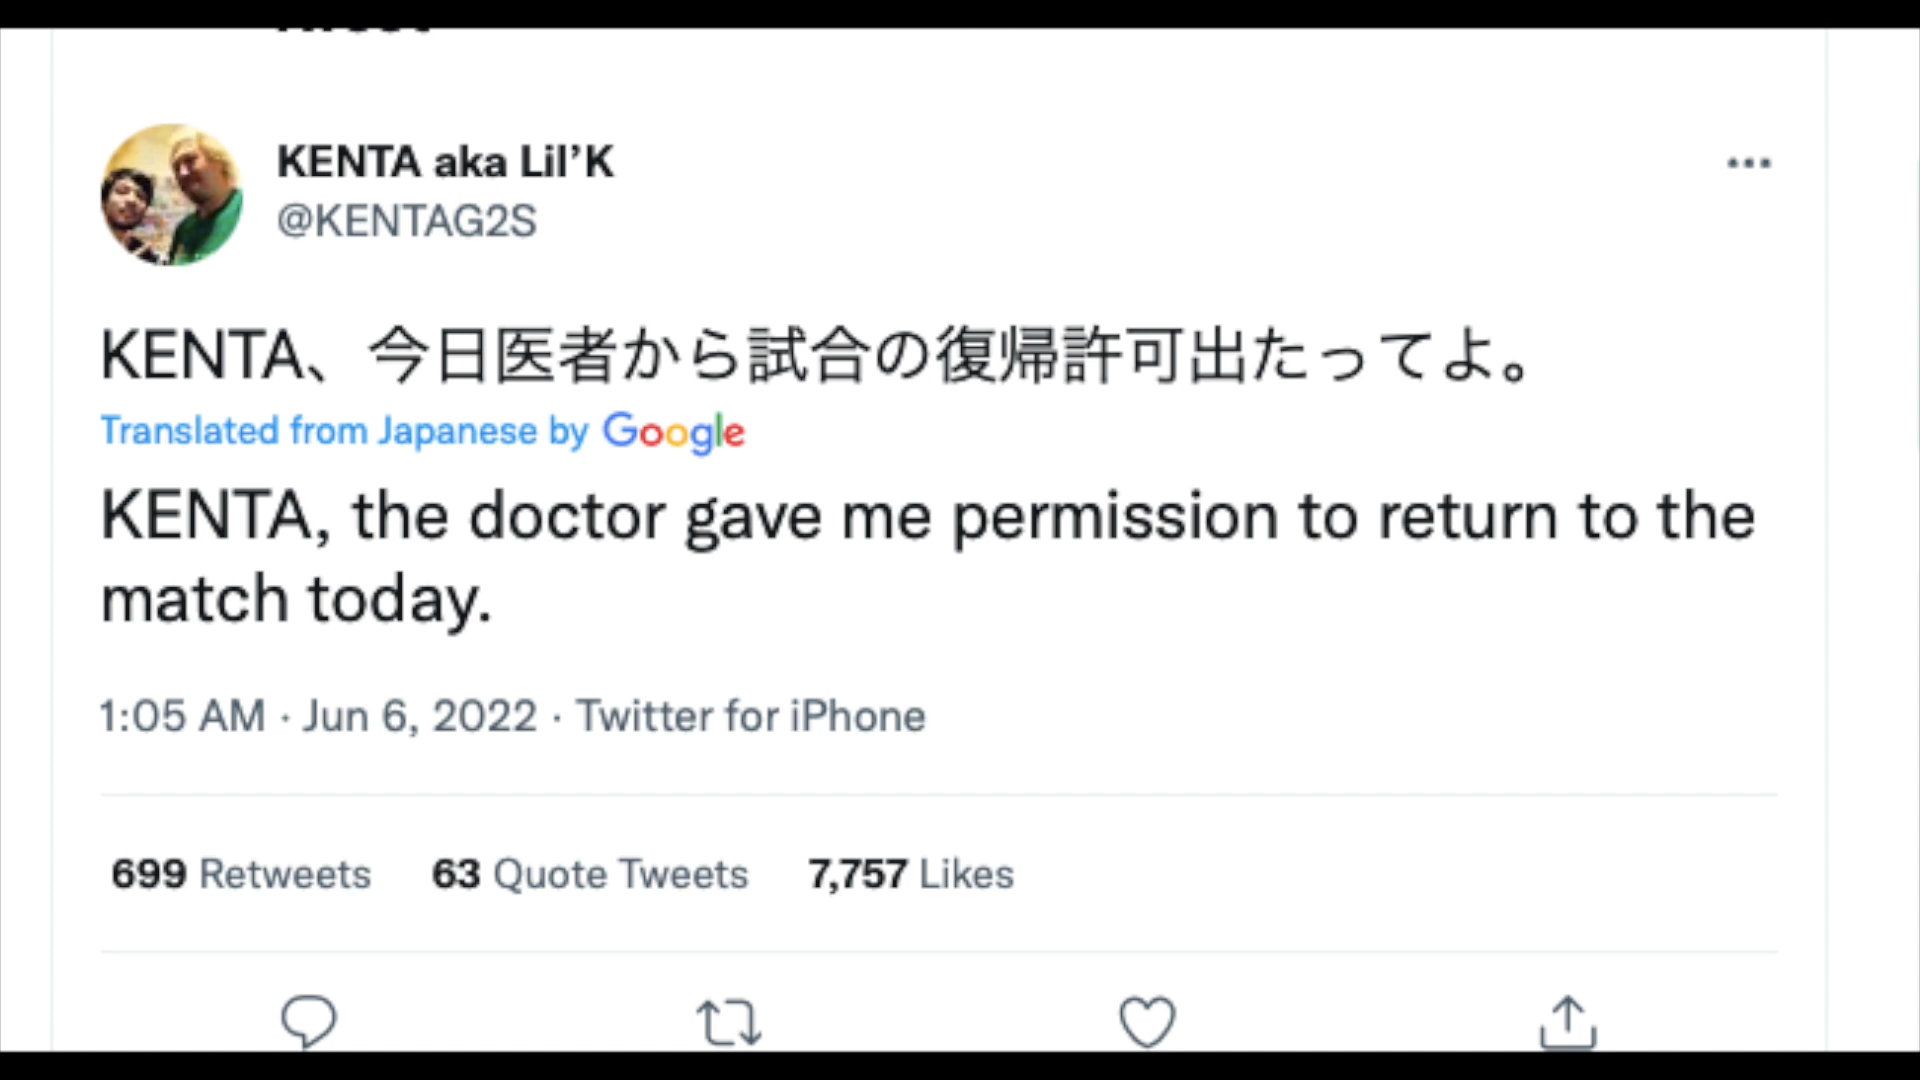 KENTA aka Lil’K
@KENTAG2S
KENTA、今日医者から試合の復帰許可出たってよ。
Translated from Japanese by Google
KENTA, the doctor gave me permission to return to the
match today.
1:05 AM · Jun 6, 2022 · Twitter for iPhone
699 Retweets 63 Quote Tweets 7,757 Likes